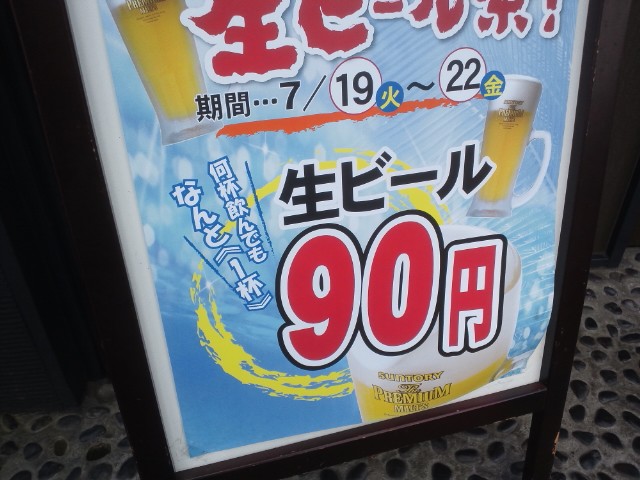 生ビール祭!
期間…7/19火～22金
何杯飲んでも
なんと《1杯》
生ビール
90円
SUNTORY
The
PREMIUM
MALT'S